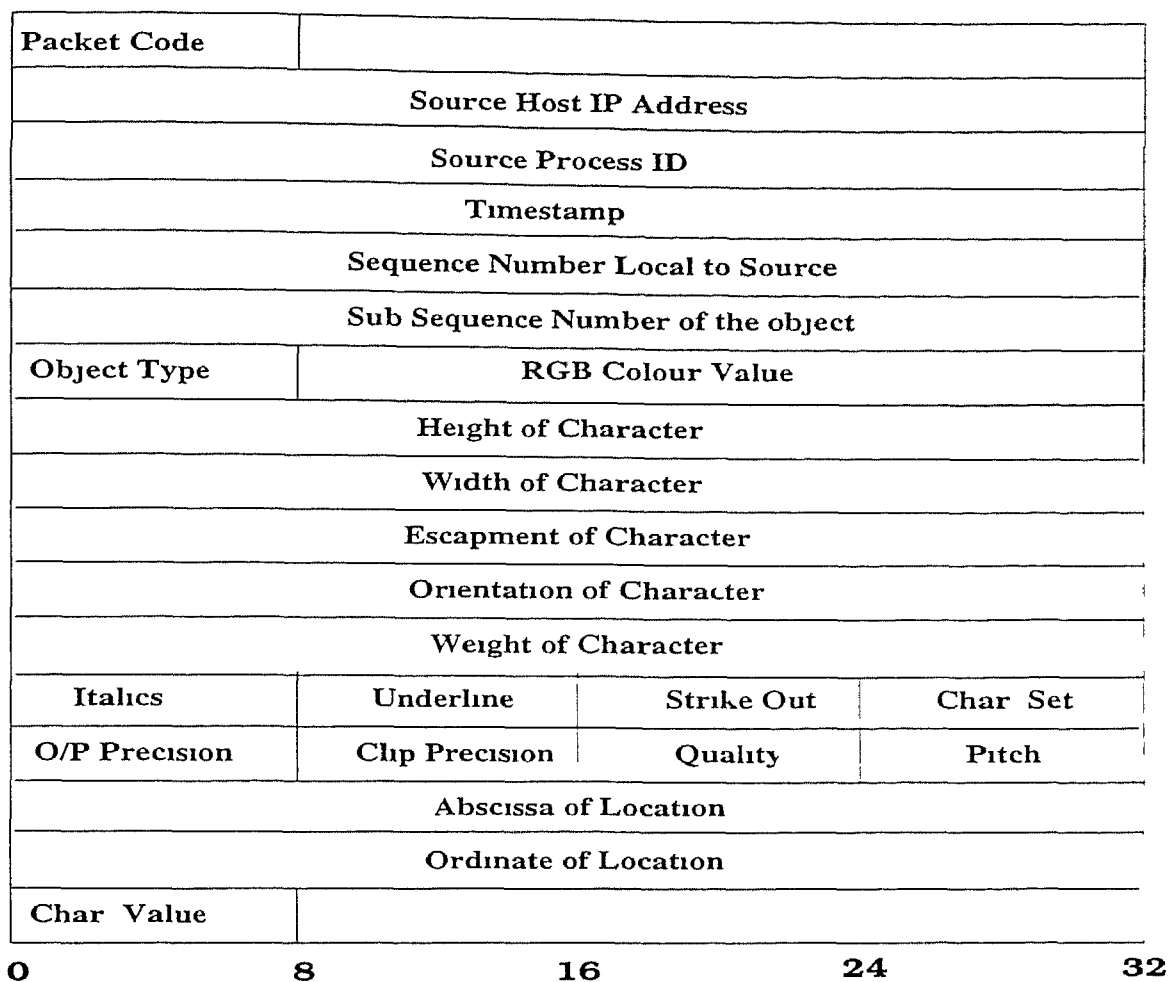 Packet Code
Source Host IP Address
Source Process ID
Timestamp
Sequence Number Local to Source
Sub Sequence Number of the object
Object Type RGB Colour Value
Height of Character
Width of Character
Escapment of Character
Orientation of Character
Weight of Character
Italics Underline Strike Out Char Set
O/P Precision Clip Precision Quality Pitch
Abscissa of Location
Ordinate of Location
Char Value
0 8 16 24 32